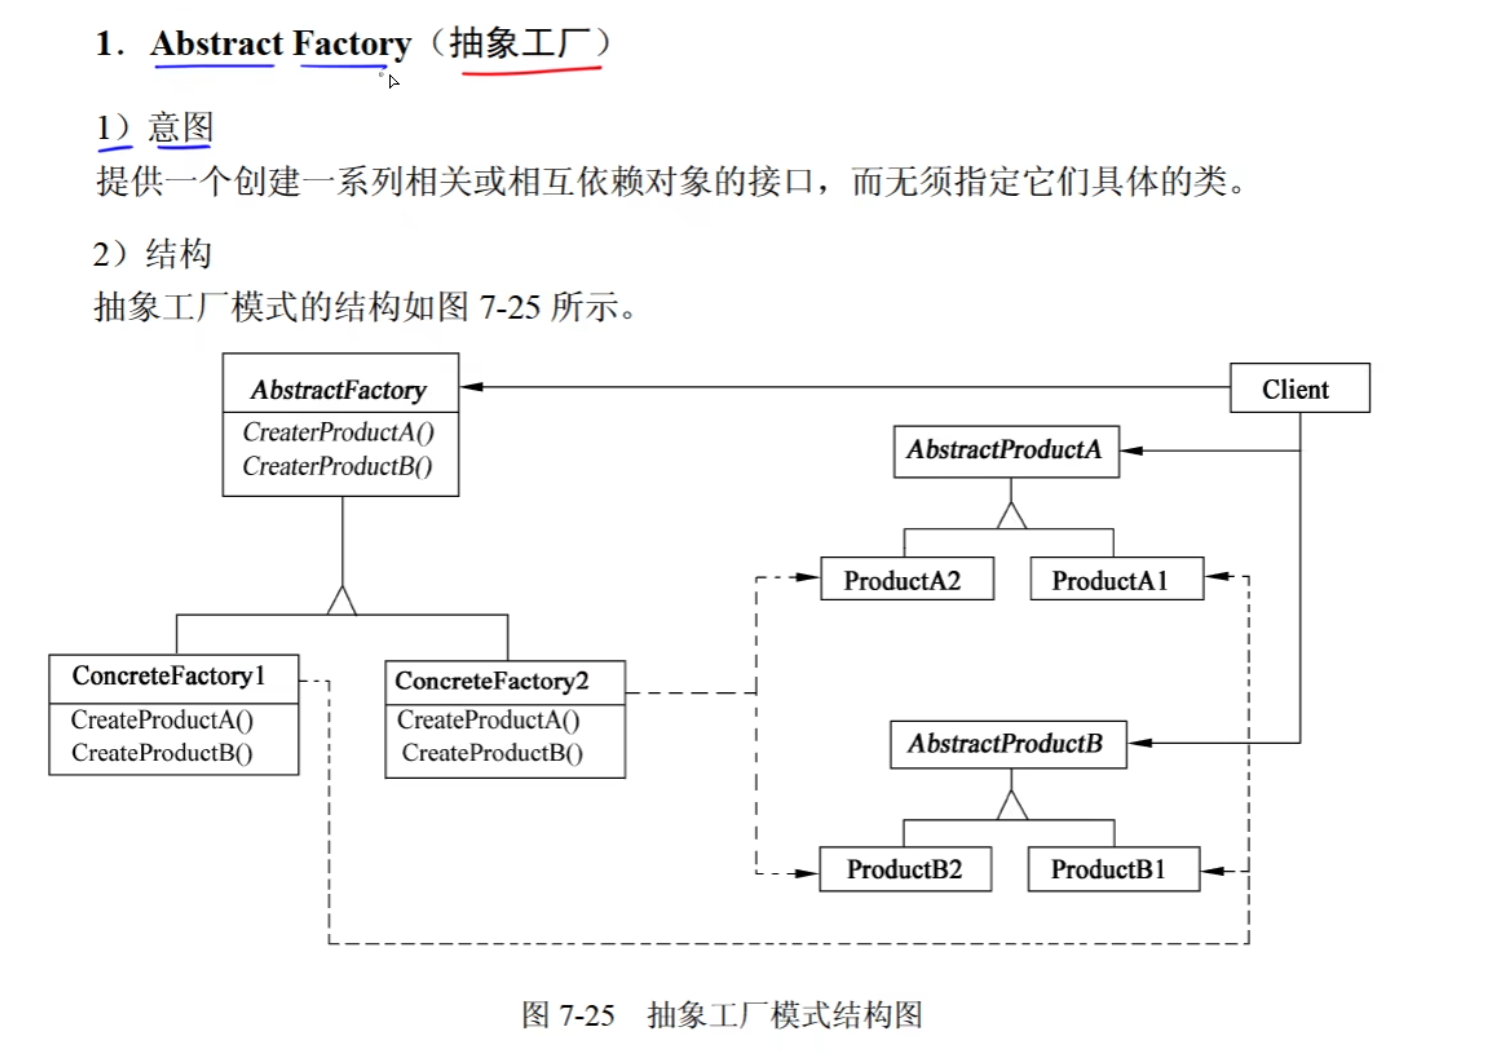 1. Abstract Factory（抽象工厂）
1）意图
提供一个创建一系列相关或相互依赖对象的接口，而无须指定它们具体的类。
2）结构
抽象工厂模式的结构如图 7-25 所示。
AbstractFactory
CreaterProductA()
CreaterProductB()
Client
AbstractProductA
ProductA2
ProductA1
ConcreteFactory1
CreateProductA()
CreateProductB()
ConcreteFactory2
CreateProductA()
CreateProductB()
AbstractProductB
ProductB2
ProductB1
图 7-25 抽象工厂模式结构图